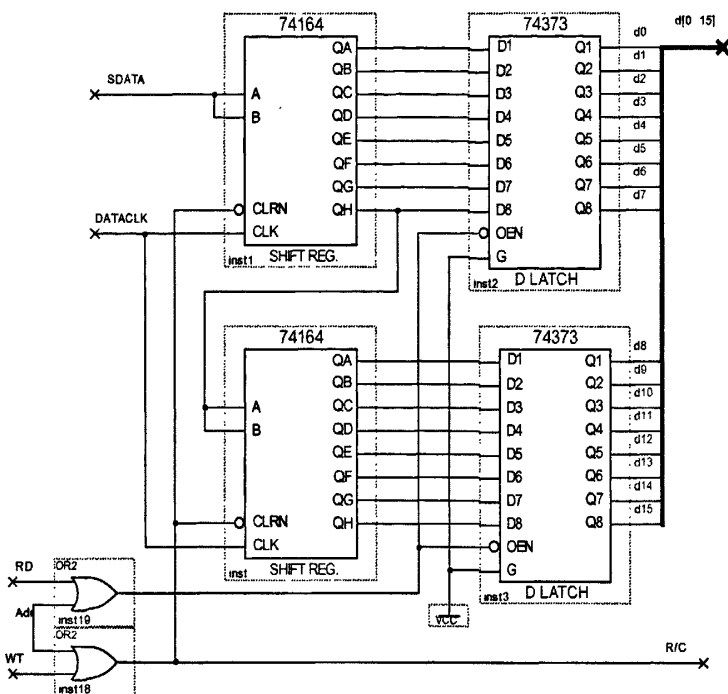 74164
74373
d[0 15]
SDATA
A
B
QA
QB
QC
QD
QE
QF
QG
QH
CLRN
CLK
inst1
SHIFT REG.
D1
D2
D3
D4
D5
D6
D7
D8
OEN
G
Q1
Q2
Q3
Q4
Q5
Q6
Q7
Q8
inst2
D LATCH
d0
d1
d2
d3
d4
d5
d6
d7
DATACLK
74164
74373
A
B
QA
QB
QC
QD
QE
QF
QG
QH
CLRN
CLK
inst
SHIFT REG.
D1
D2
D3
D4
D5
D6
D7
D8
OEN
G
Q1
Q2
Q3
Q4
Q5
Q6
Q7
Q8
inst3
D LATCH
d8
d9
d10
d11
d12
d13
d14
d15
RD
OR2
inst19
VCC
OR2
WT
inst18
R/C